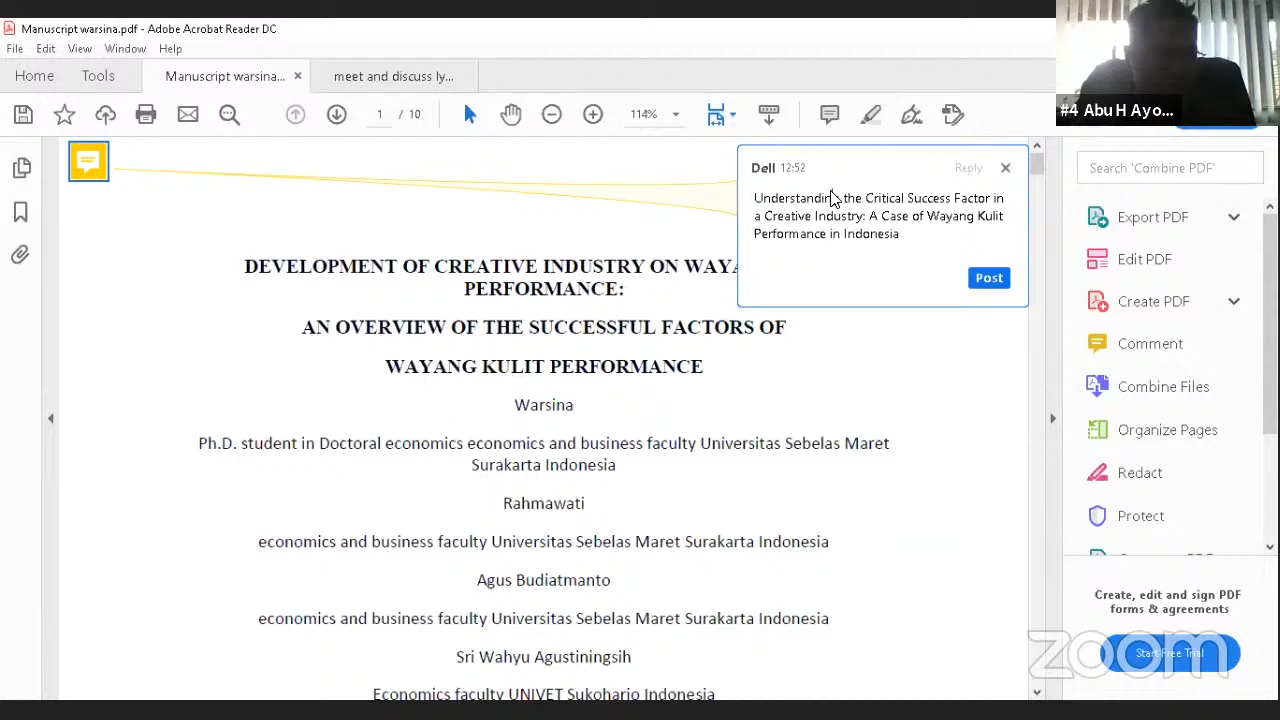 Manuscript warsina.pdf - Adobe Acrobat Reader DC
File Edit View Window Help
Home Tools Manuscript warsina... × meet and discuss ly...
1 / 10 114%
#4 Abu H Ayo...
Dell 12:52 Reply
Understanding the Critical Success Factor in
a Creative Industry: A Case of Wayang Kulit
Performance in Indonesia
Post
DEVELOPMENT OF CREATIVE INDUSTRY ON WAYA
PERFORMANCE:
AN OVERVIEW OF THE SUCCESSFUL FACTORS OF
WAYANG KULIT PERFORMANCE
Warsina
Ph.D. student in Doctoral economics economics and business faculty Universitas Sebelas Maret
Surakarta Indonesia
Rahmawati
economics and business faculty Universitas Sebelas Maret Surakarta Indonesia
Agus Budiatmanto
economics and business faculty Universitas Sebelas Maret Surakarta Indonesia
Sri Wahyu Agustiningsih
Economics faculty UNIVET Sukoharjo Indonesia
Search 'Combine PDF'
Export PDF
Edit PDF
Create PDF
Comment
Combine Files
Organize Pages
Redact
Protect
Create, edit and sign PDF
forms & agreements
Start Free Trial
zoom